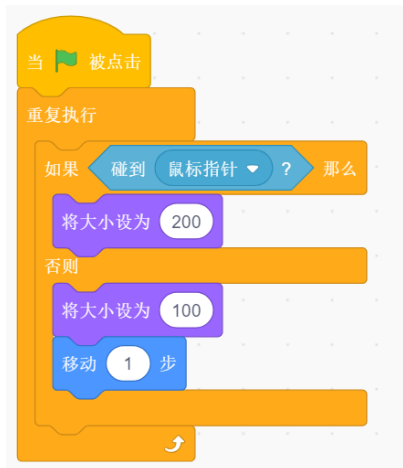 当 被点击
重复执行
如果 碰到 鼠标指针 ? 那么
将大小设为 200
否则
将大小设为 100
移动 1 步